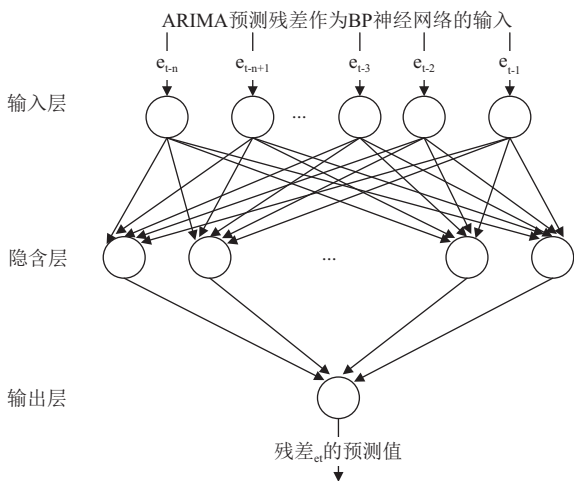 ARIMA预测残差作为BP神经网络的输入
e_{t-n} e_{t-n+1} e_{t-3} e_{t-2} e_{t-1}
输入层 ...
隐含层 ...
输出层
残差_{et}的预测值